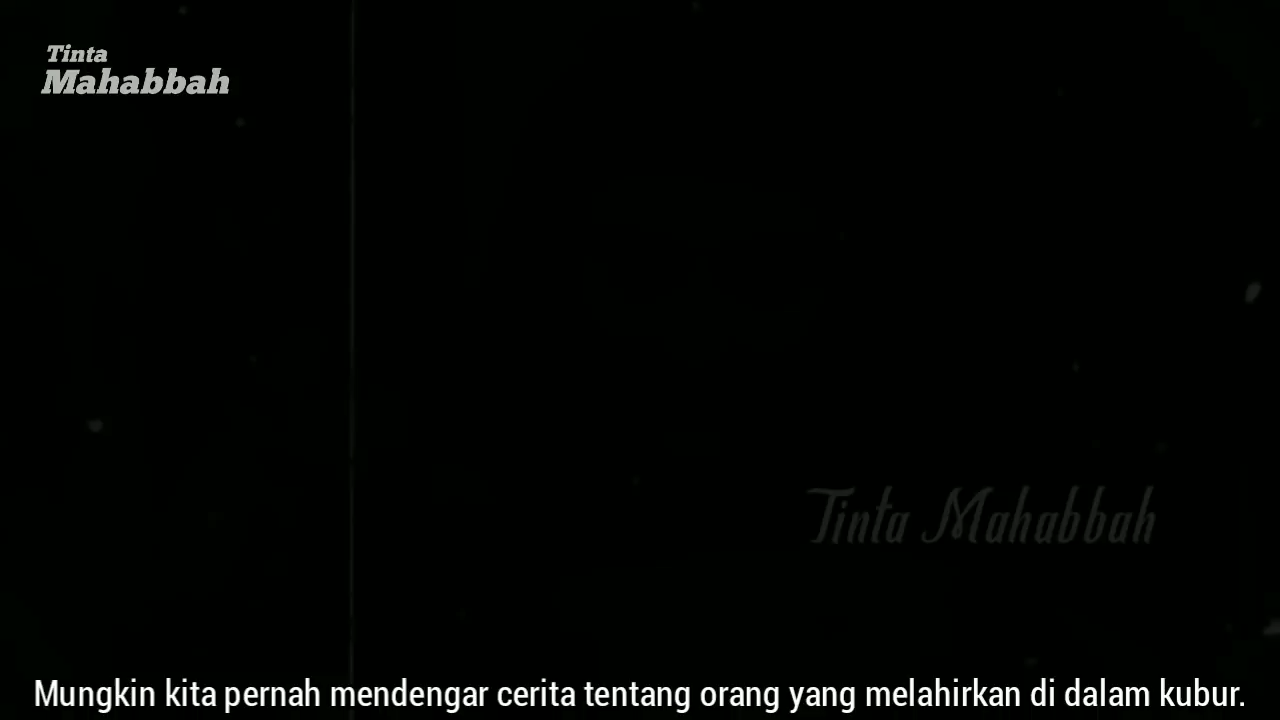 Tinta
Mahabbah
Tinta Mahabbah
Mungkin kita pernah mendengar cerita tentang orang yang melahirkan di dalam kubur.